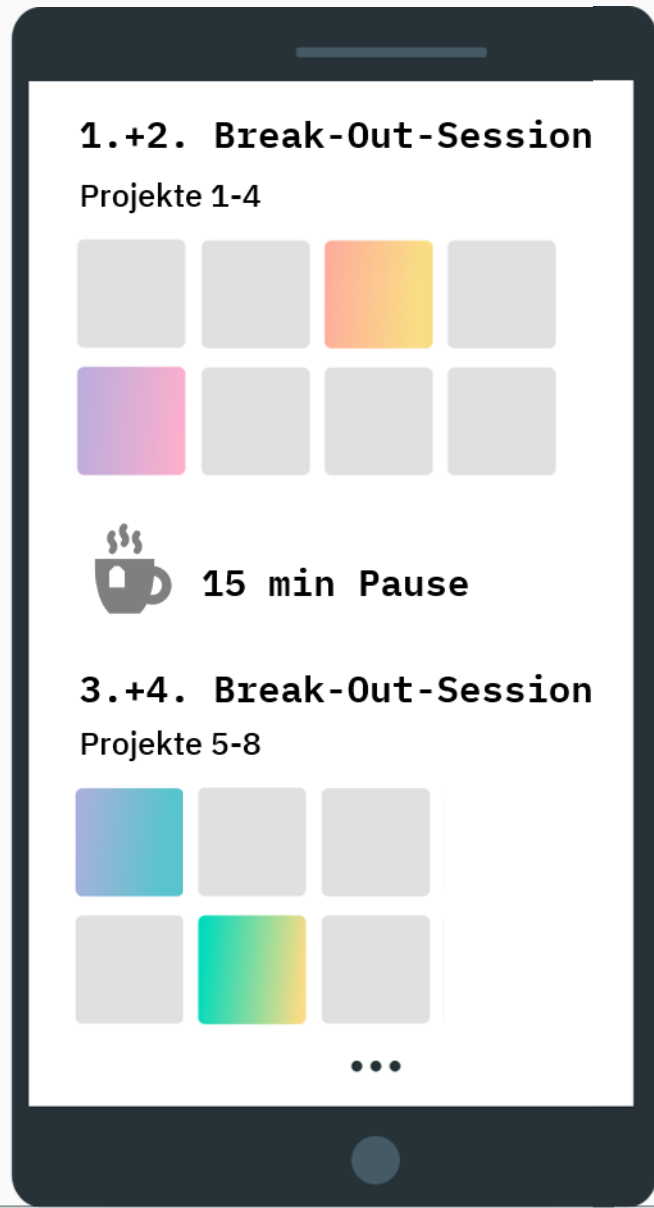 1.+2. Break-Out-Session
Projekte 1-4
15 min Pause
3.+4. Break-Out-Session
Projekte 5-8